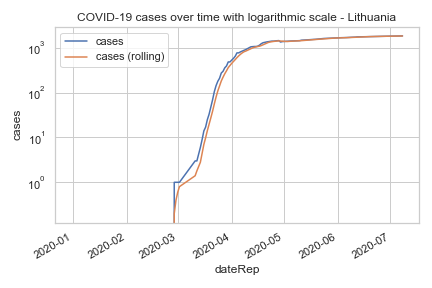 COVID-19 cases over time with logarithmic scale - Lithuania
cases
cases (rolling)
10³
10²
10¹
10⁰
cases
2020-01
2020-02
2020-03
2020-04
2020-05
2020-06
2020-07
dateRep